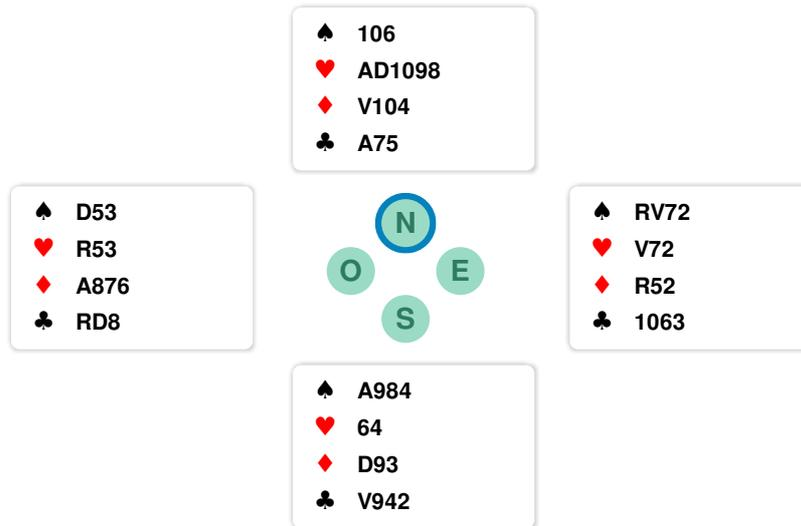 ♠ 106
♥ AD1098
♦ V104
♣ A75
♠ D53
♥ R53
♦ A876
♣ RD8
N
O
E
S
♠ RV72
♥ V72
♦ R52
♣ 1063
♠ A984
♥ 64
♦ D93
♣ V942